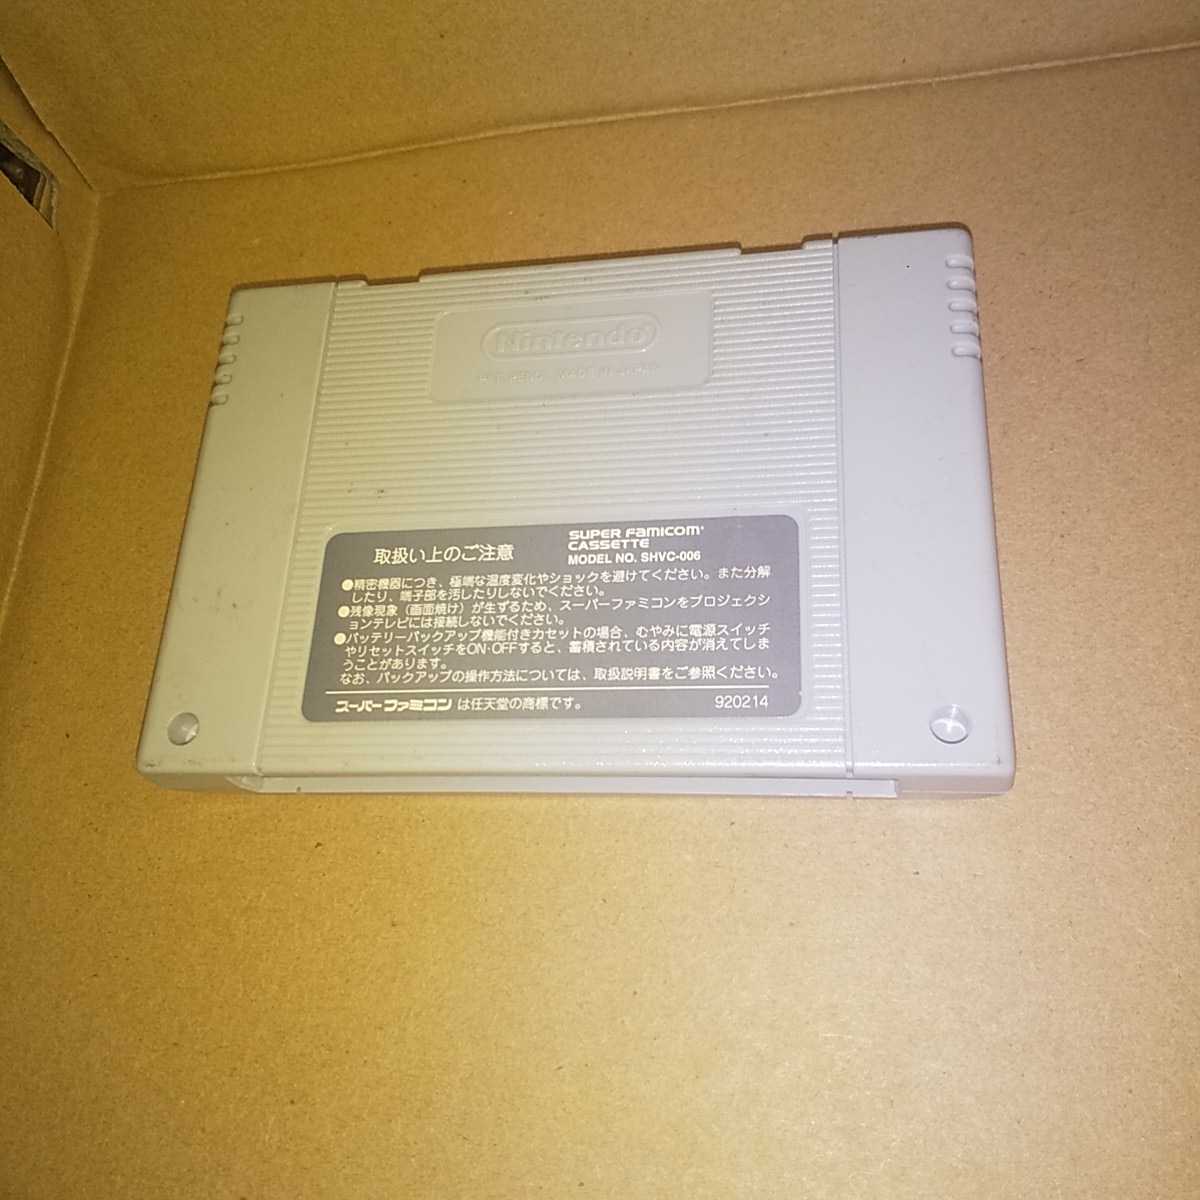 Nintendo
PAT. PEND. MADE IN JAPAN
取扱い上のご注意
SUPER FAMICOM
CASSETTE
MODEL NO. SHVC-006
●精密機器につき、極端な温度変化やショックを避けてください。また分解
したり、端子部を汚したりしないでください。
●残像現象（画面焼け）が生ずるため、スーパーファミコンをプロジェクシ
ョンテレビには接続しないでください。
●バッテリーバックアップ機能付きカセットの場合、むやみに電源スイッチ
やリセットスイッチをON・OFFすると、蓄積されている内容が消えてしま
うことがあります。
なお、バックアップの操作方法については、取扱説明書をご参照ください。
スーパーファミコン は任天堂の商標です。
920214